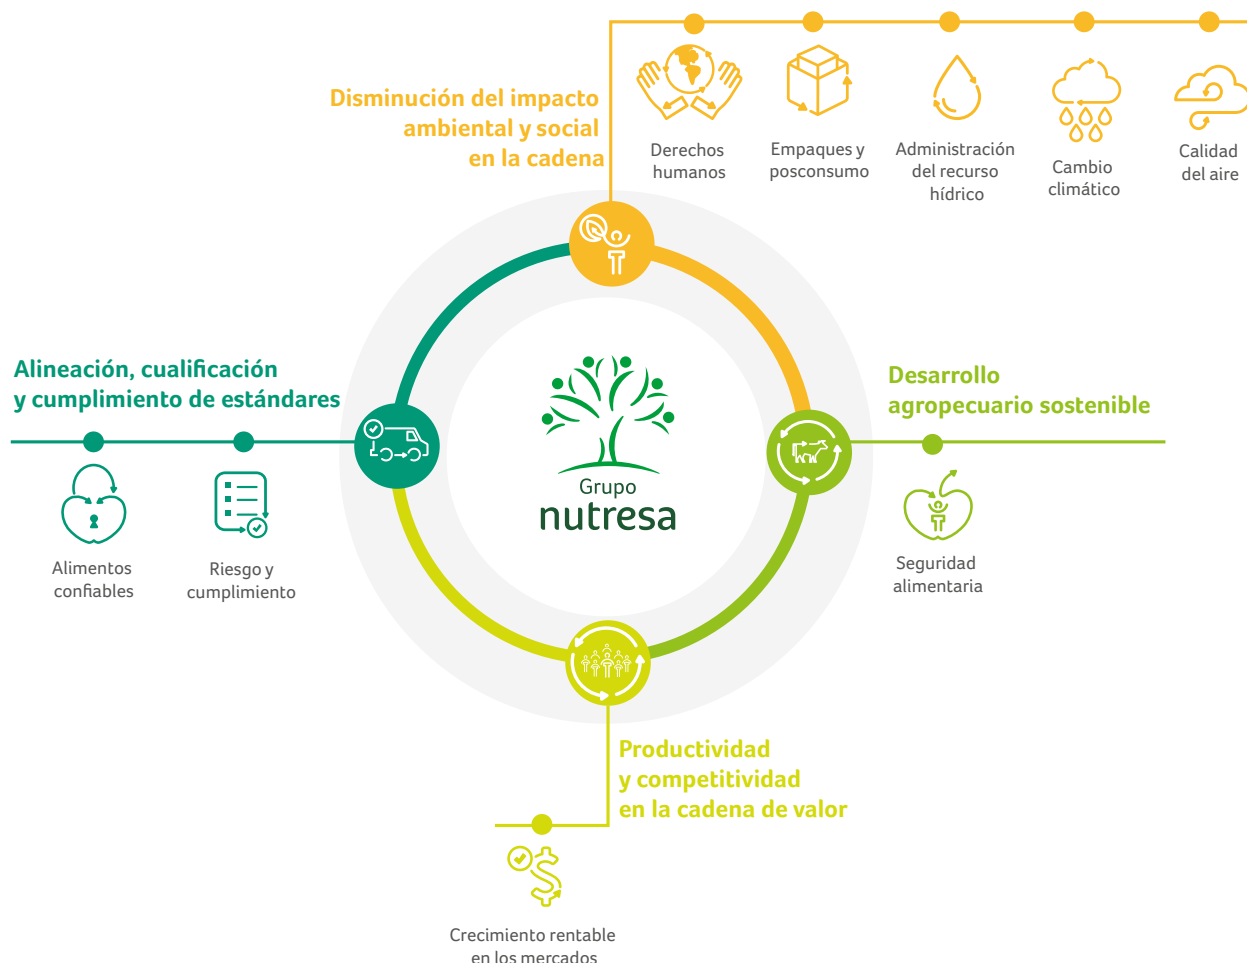 Disminución del impacto
ambiental y social
en la cadena
Derechos
humanos
Empaques y
posconsumo
Administración
del recurso
hídrico
Cambio
climático
Calidad
del aire
Alineación, cualificación
y cumplimiento de estándares
Alimentos
confiables
Riesgo y
cumplimiento
Grupo
nutresa
Desarrollo
agropecuario sostenible
Seguridad
alimentaria
Productividad
y competitividad
en la cadena de valor
Crecimiento rentable
en los mercados